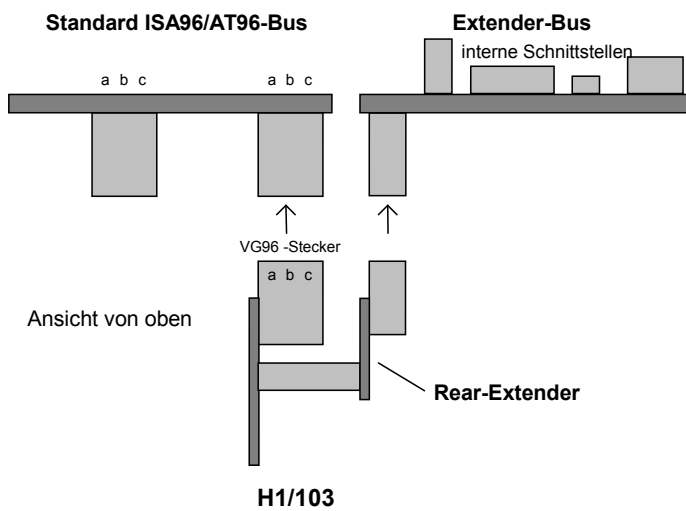 Standard ISA96/AT96-Bus
Extender-Bus
interne Schnittstellen
a b c
a b c
VG96 -Stecker
a b c
Ansicht von oben
Rear-Extender
H1/103